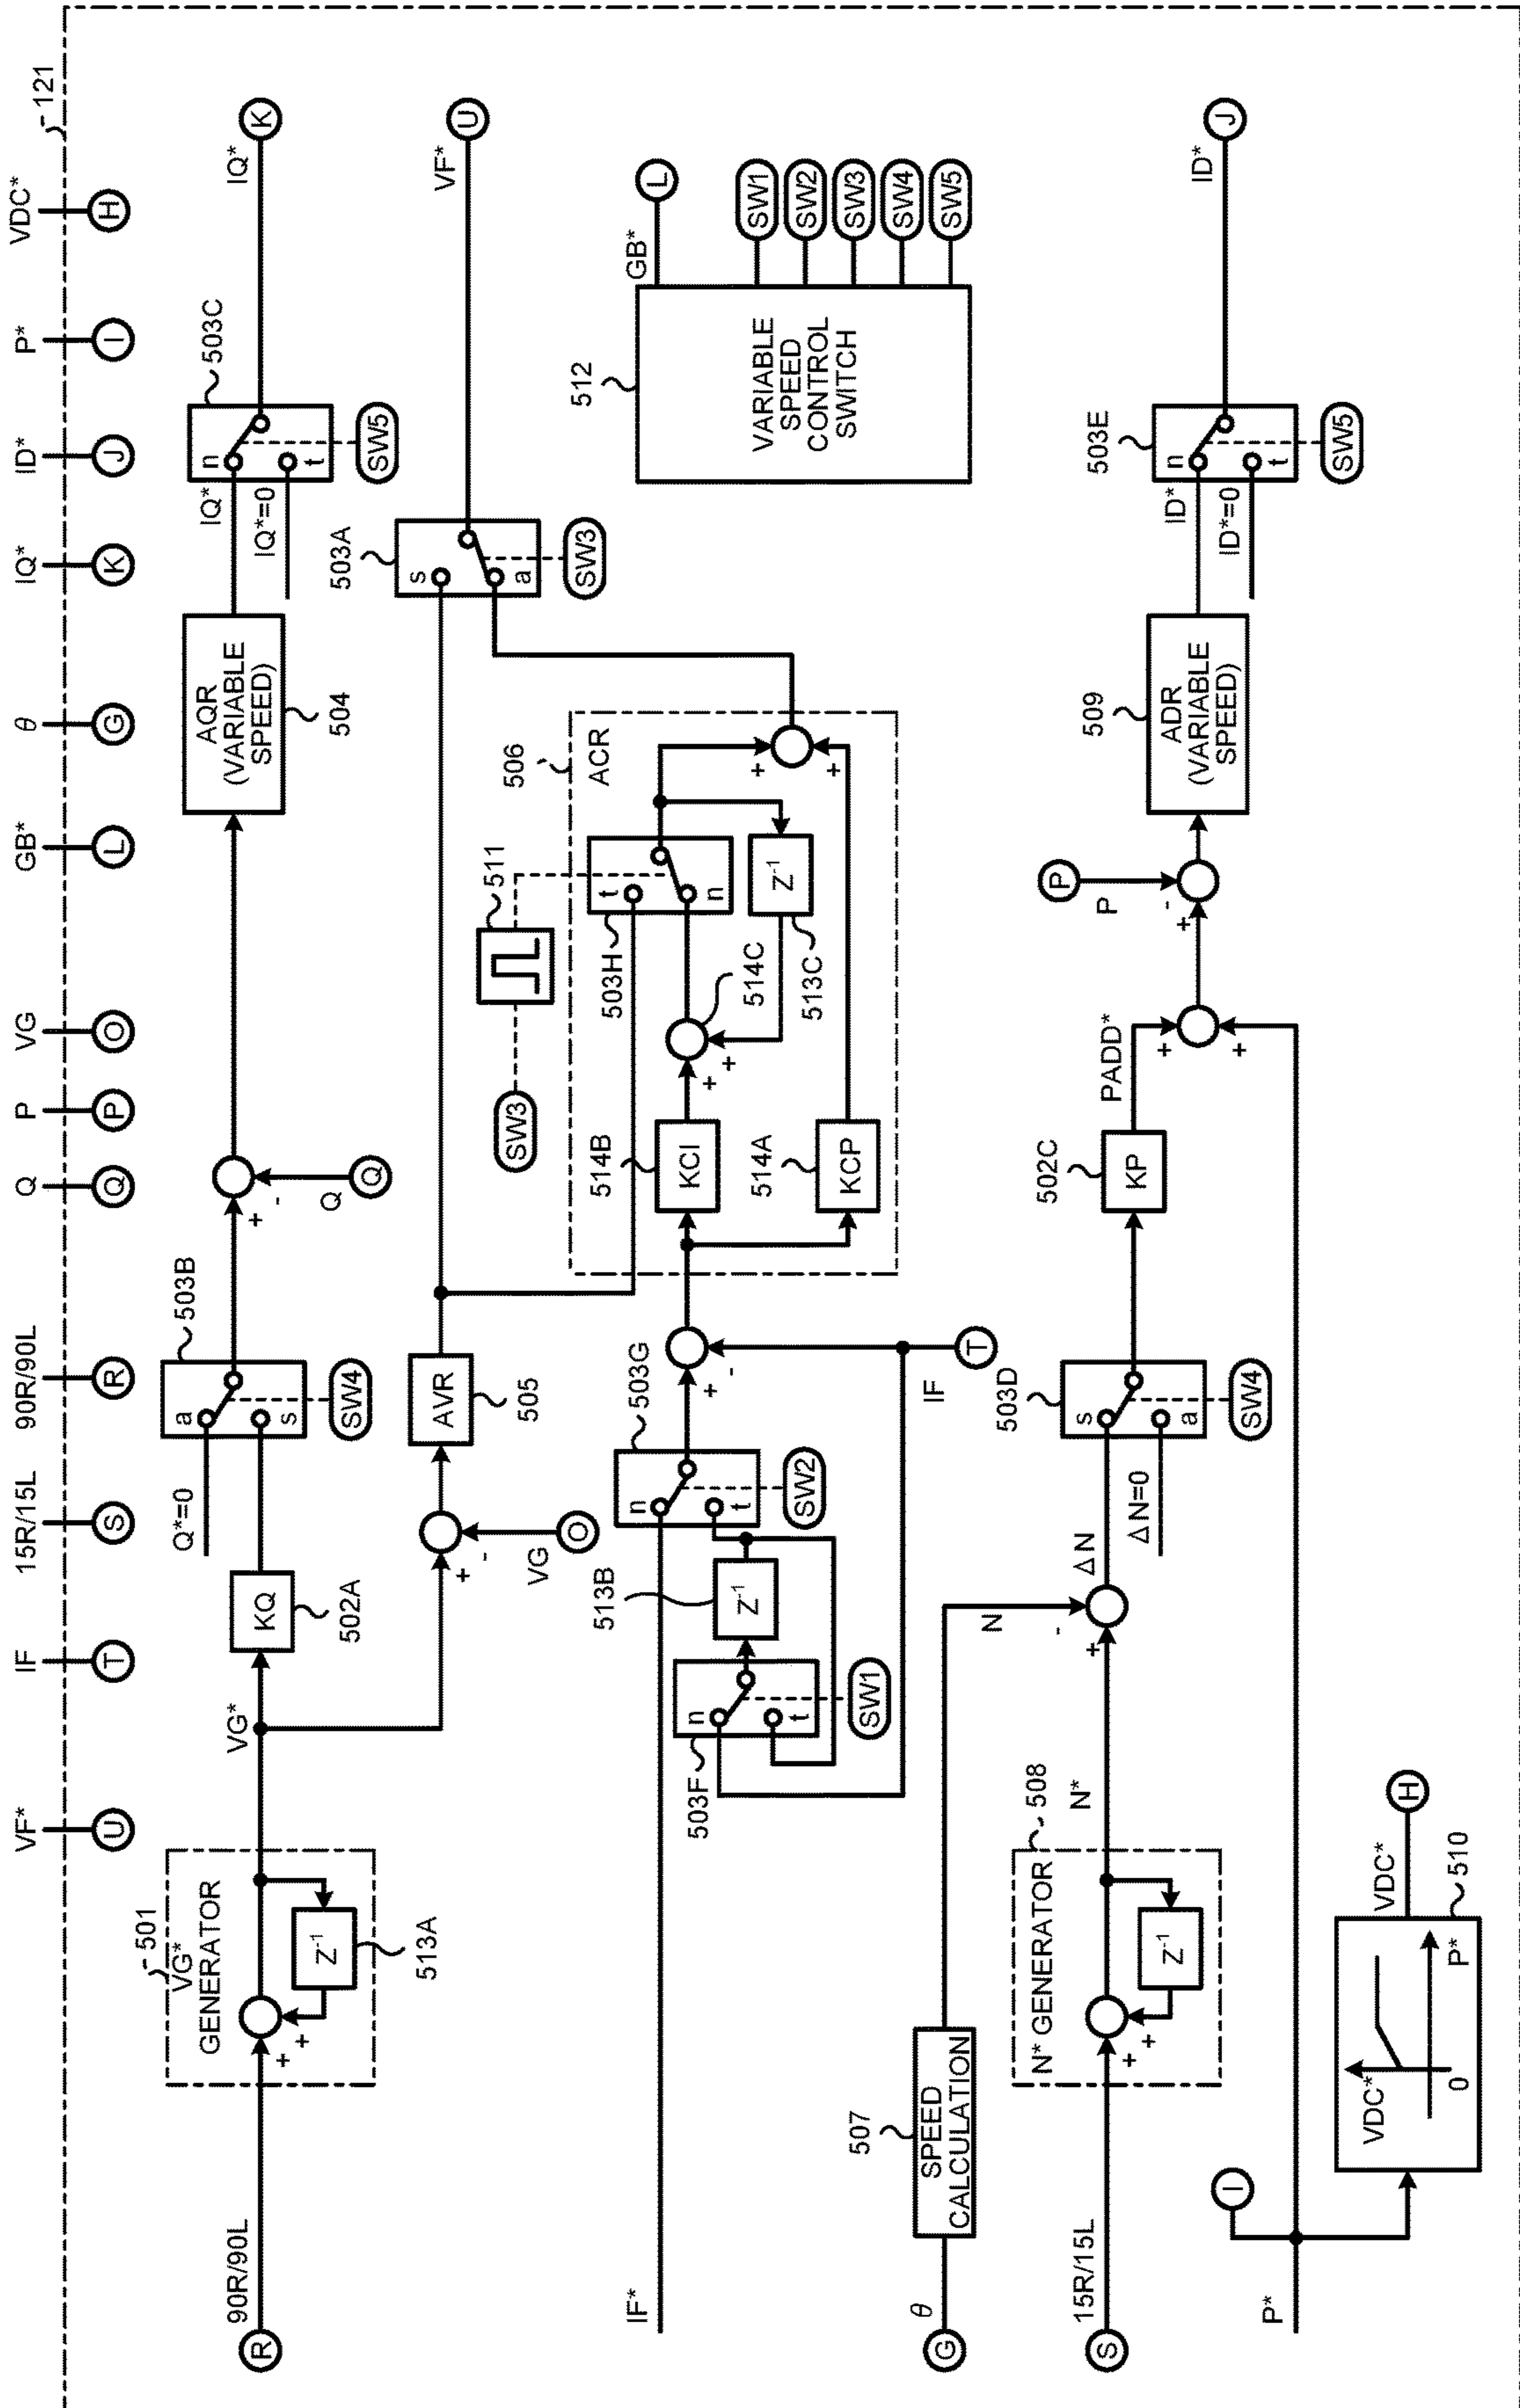 121
VF*
IF
15R/15L
90R/90L
Q
P
VG
GB*
θ
IQ*
ID*
P*
VDC*
U
T
S
R
Q
P
O
L
G
K
J
I
H
R
90R/90L
501
VG*
GENERATOR
+
+
Z-1
513A
VG*
KQ
502A
Q*=0
a
s
503B
SW4
+
-
Q
Q
AQR
(VARIABLE
SPEED)
504
IQ*
IQ*=0
n
t
503C
SW5
IQ*
K
+
-
VG
O
AVR
505
s
a
503A
SW3
VF*
U
IF*
503F
n
t
SW1
513B
Z-1
n
t
503G
SW2
+
-
IF
T
506
ACR
514B
KCI
514A
KCP
+
+
514C
503H
t
n
Z-1
513C
511
SW3
+
+
512
VARIABLE
SPEED
CONTROL
SWITCH
GB*
L
SW1
SW2
SW3
SW4
SW5
G
θ
507
SPEED
CALCULATION
N
S
15R/15L
N* GENERATOR
508
+
+
Z-1
N*
+
-
ΔN
ΔN=0
s
a
503D
SW4
502C
KP
PADD*
+
+
P
P
-
+
509
ADR
(VARIABLE
SPEED)
ID*
ID*=0
n
t
503E
SW5
ID*
J
P*
I
VDC*
0
P*
510
VDC*
H